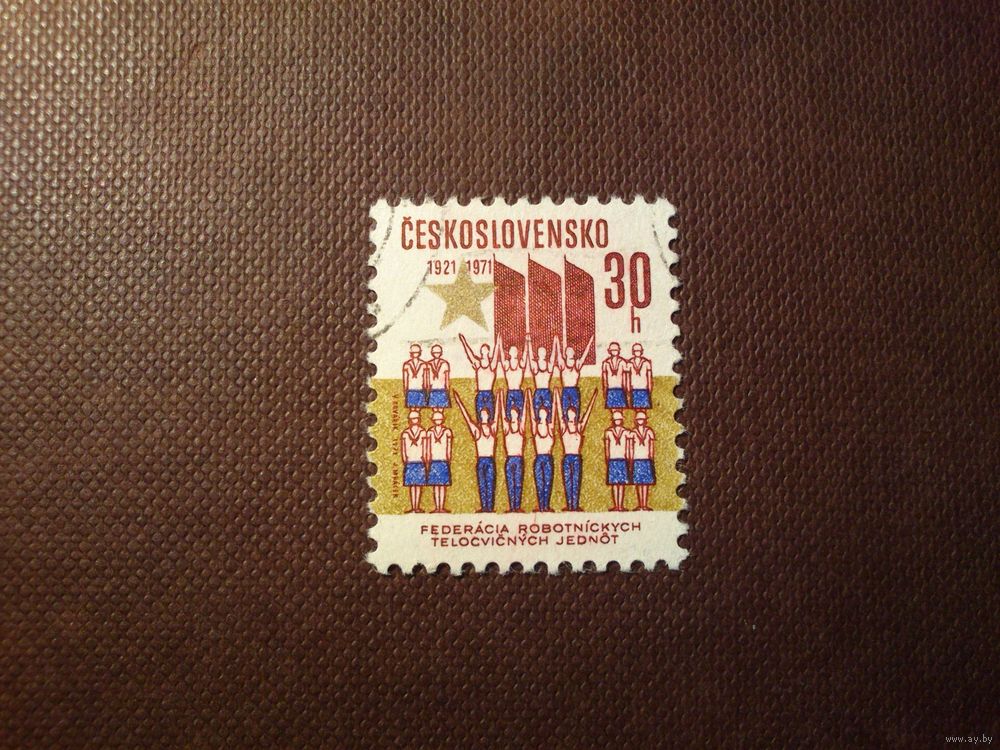 ČESKOSLOVENSKO
1921 1971
30
h
FEDERÁCIA ROBOTNÍCKYCH
TELOCVIČNÝCH JEDNÔT
www.ay.by